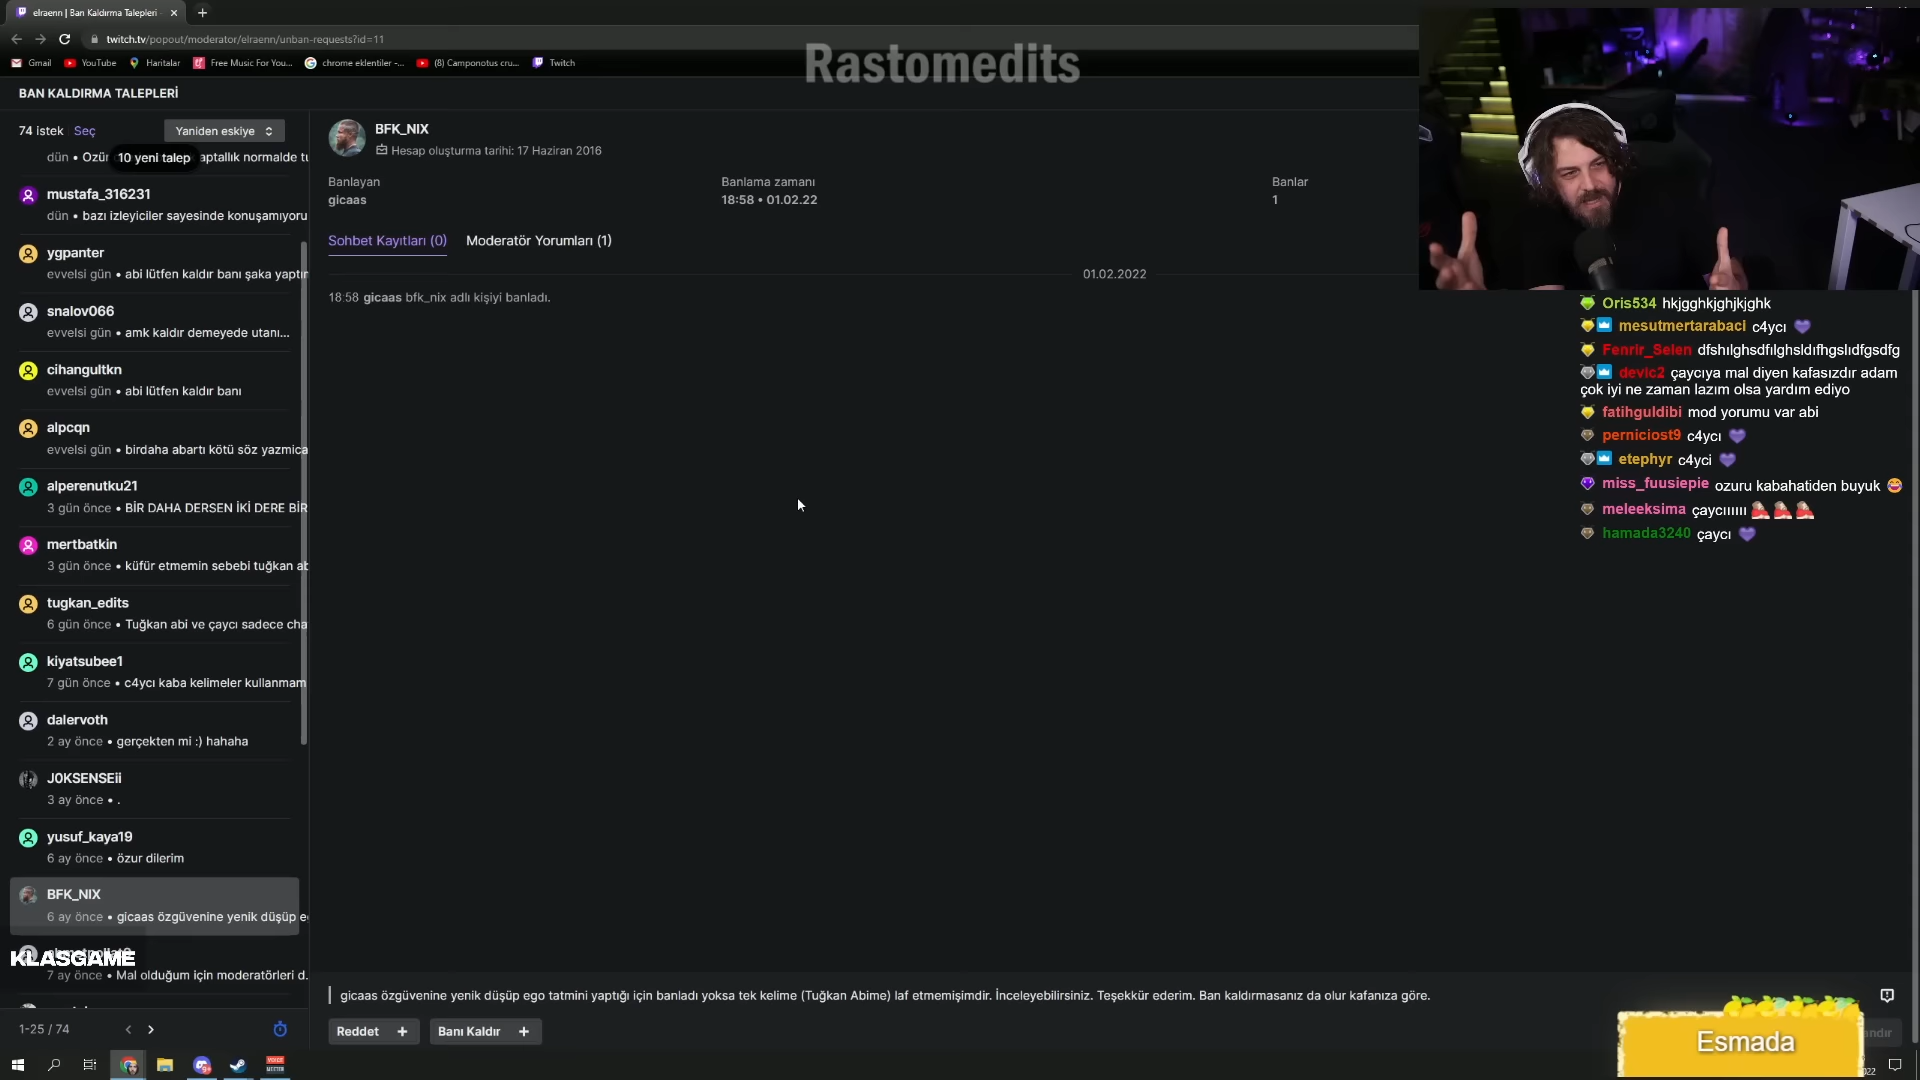 elraenn | Ban Kaldırma Talepleri
twitch.tv/popout/moderator/elraenn/unban-requests?id=11
Gmail YouTube Haritalar Free Music For You... chrome eklentiler -... (8) Camponotus cru... Twitch
Rastomedits
BAN KALDIRMA TALEPLERİ
74 istek Seç Yaniden eskiye
10 yeni talep
dün • Özür aptallık normalde tu
mustafa_316231
dün • bazı izleyiciler sayesinde konuşamıyoru
ygpanter
evvelsi gün • abi lütfen kaldır banı şaka yaptır
snalov066
evvelsi gün • amk kaldır demeyede utanı...
cihangultkn
evvelsi gün • abi lütfen kaldır banı
alpcqn
evvelsi gün • birdaha abartı kötü söz yazmica
alperenutku21
3 gün önce • BİR DAHA DERSEN İKİ DERE BİR
mertbatkin
3 gün önce • küfür etmemin sebebi tuğkan ab
tugkan_edits
6 gün önce • Tuğkan abi ve çaycı sadece cha
kiyatsubee1
7 gün önce • c4ycı kaba kelimeler kullanmam
dalervoth
2 ay önce • gerçekten mi :) hahaha
J0KSENSEii
3 ay önce • .
yusuf_kaya19
6 ay önce • özur dilerim
BFK_NIX
6 ay önce • gicaas özgüvenine yenik düşüp e
KLASGAME
7 ay önce • Mal olduğum için moderatörleri d.
1-25 / 74
BFK_NIX
Hesap oluşturma tarihi: 17 Haziran 2016
Banlayan Banlama zamanı Banlar
gicaas 18:58 • 01.02.22 1
Sohbet Kayıtları (0) Moderatör Yorumları (1)
01.02.2022
18:58 gicaas bfk_nix adlı kişiyi banladı.
gicaas özgüvenine yenik düşüp ego tatmini yaptığı için banladı yoksa tek kelime (Tuğkan Abime) laf etmemişimdir. İnceleyebilirsiniz. Teşekkür ederim. Ban kaldırmasanız da olur kafanıza göre.
Reddet + Banı Kaldır +
Oris534 hkjgghkjghjkjghk
mesutmertarabaci c4ycı
Fenrir_Selen dfshılghsdfılghsldıfhgslıdfgsdfg
devic2 çaycıya mal diyen kafasızdır adam
çok iyi ne zaman lazım olsa yardım ediyo
fatihguldibi mod yorumu var abi
perniciost9 c4ycı
etephyr c4yci
miss_fuusiepie ozuru kabahatiden buyuk
meleeksima çaycıııııı
hamada3240 çaycı
Esmada